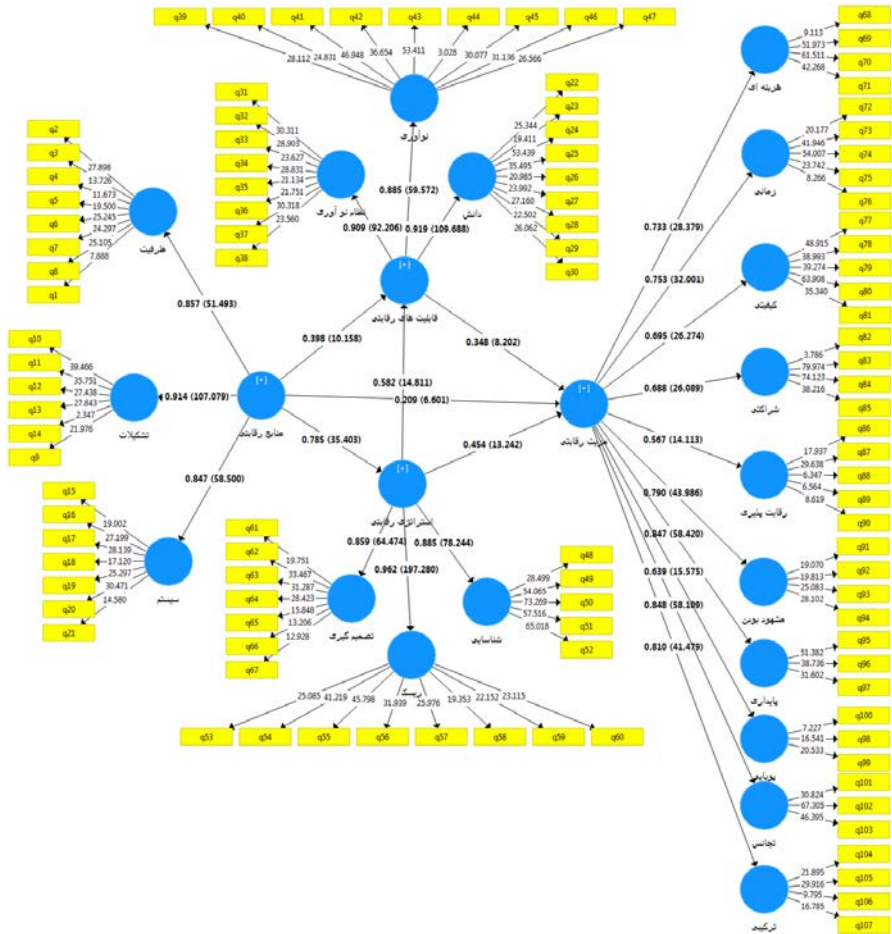 q39
q40
q41
q42
q43
q44
q45
q46
q47
28.112
24.831
46.948
36.654
53.411
3.028
30.077
31.136
26.566
نوآوری
q31
q32
q33
q34
q35
q36
q37
q38
30.311
28.903
23.627
28.831
21.134
21.751
30.318
23.560
نظام نو آوری
q22
q23
q24
q25
q26
q27
q28
q29
q30
25.344
19.411
53.439
35.495
20.985
23.992
27.160
22.502
26.062
دانش
0.885 (59.572)
0.909 (92.206)
0.919 (109.688)
[+]
قابلیت های رقابتی
q2
q3
q4
q5
q6
q7
q8
q1
27.898
13.726
11.673
19.500
25.245
24.297
25.105
7.888
ظرفیت
0.857 (51.493)
0.398 (10.158)
0.348 (8.202)
0.582 (14.811)
0.209 (6.601)
q10
q11
q12
q13
q14
q9
39.466
35.751
27.438
27.843
2.347
21.976
تشکیلات
0.914 (107.079)
[+]
منابع رقابتی
0.847 (58.500)
0.785 (35.403)
0.454 (13.242)
[+]
مزیت رقابتی
[+]
استراتژی رقابتی
q15
q16
q17
q18
q19
q20
q21
19.002
27.199
28.139
17.120
25.297
30.471
14.580
سیستم
0.859 (64.474)
0.885 (78.244)
0.962 (197.280)
q61
q62
q63
q64
q65
q66
q67
19.751
33.467
31.287
28.423
15.848
13.206
12.928
تصمیم گیری
q48
q49
q50
q51
q52
28.499
54.065
73.269
57.516
65.018
شناسایی
ریسک
25.085
41.219
45.798
31.939
25.976
19.353
22.152
23.115
q53
q54
q55
q56
q57
q58
q59
q60
0.733 (28.379)
0.753 (32.001)
0.695 (26.274)
0.688 (26.089)
0.567 (14.113)
0.790 (43.986)
0.847 (58.420)
0.639 (15.575)
0.848 (58.109)
0.810 (41.479)
q68
q69
q70
q71
9.113
51.973
61.511
42.268
هزینه ای
q72
q73
q74
q75
q76
20.177
41.946
54.007
23.742
8.266
زمانی
q77
q78
q79
q80
q81
48.915
38.993
39.274
63.908
35.340
کیفیتی
q82
q83
q84
q85
3.786
79.974
74.123
38.216
شراکتی
q86
q87
q88
q89
q90
17.937
29.638
6.347
6.564
8.619
رقابت پذیری
q91
q92
q93
q94
19.070
19.813
25.083
28.102
مشهود بودن
q95
q96
q97
51.382
38.736
31.602
پایداری
q100
q98
q99
7.227
16.541
20.533
پویایی
q101
q102
q103
30.824
67.305
46.395
تجانس
q104
q105
q106
q107
21.895
29.916
9.795
16.785
ترکیبی